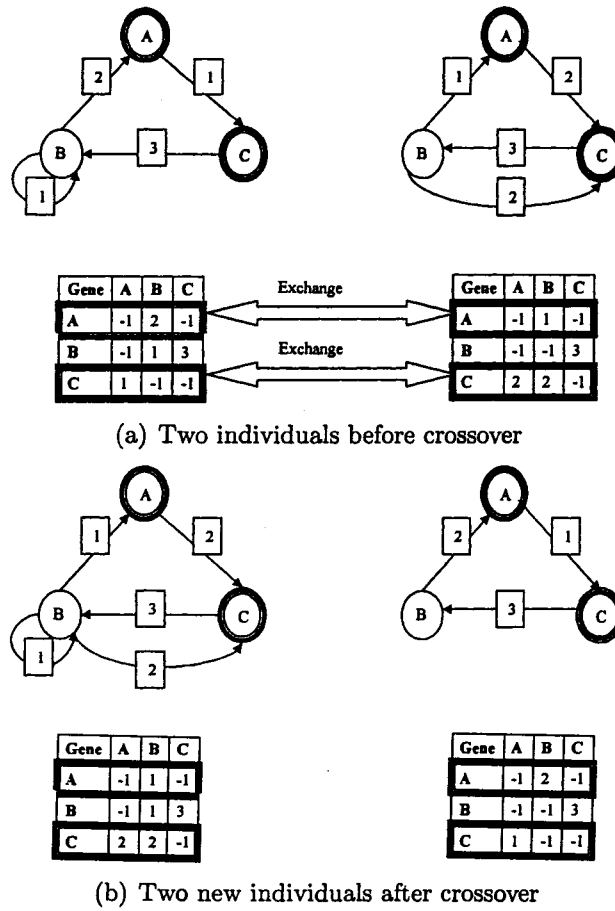 A
A
2
1
1
2
B
3
C
B
3
C
1
2
Gene A B C
A -1 2 -1
B -1 1 3
C 1 -1 -1
Exchange
Exchange
Gene A B C
A -1 1 -1
B -1 -1 3
C 2 2 -1
(a) Two individuals before crossover
A
A
1
2
2
1
B
3
C
B
3
C
1
2
Gene A B C
A -1 1 -1
B -1 1 3
C 2 2 -1
Gene A B C
A -1 2 -1
B -1 -1 3
C 1 -1 -1
(b) Two new individuals after crossover